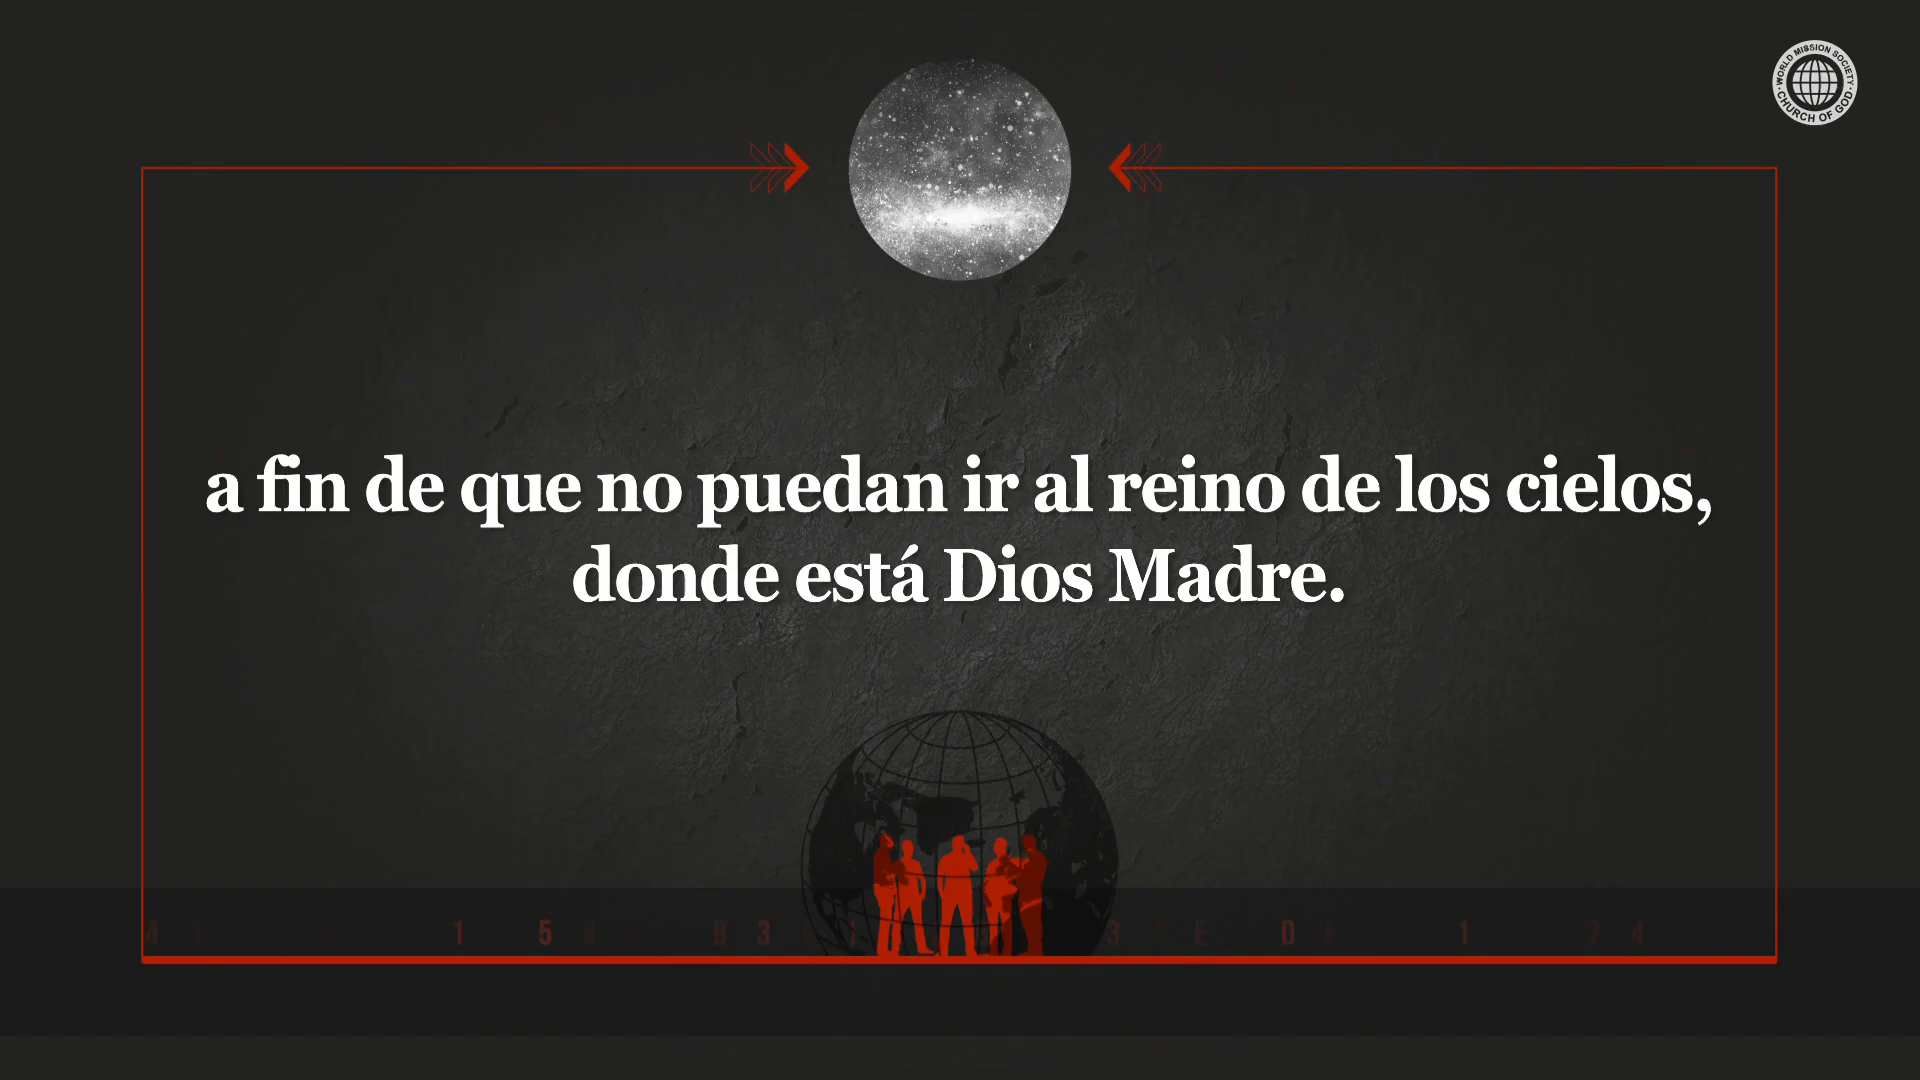 WORLD MISSION SOCIETY
CHURCH OF GOD
a fin de que no puedan ir al reino de los cielos,
donde está Dios Madre.